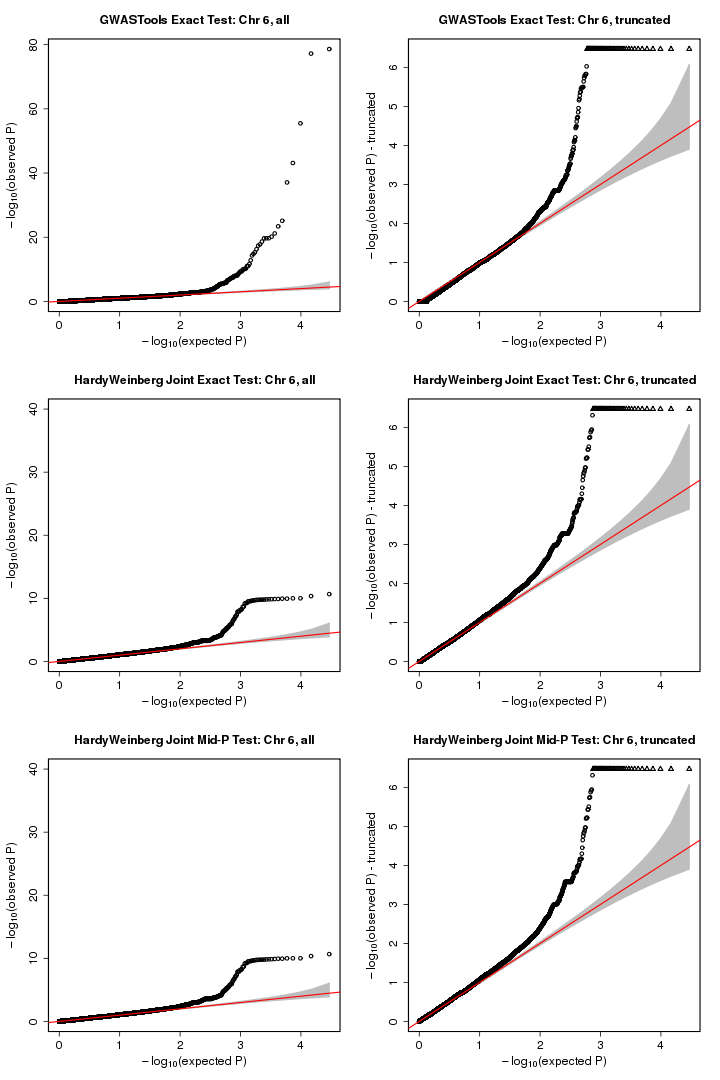 GWASTools Exact Test: Chr 6, all
− log10(observed P)
0 20 40 60 80
0 1 2 3 4
− log10(expected P)
GWASTools Exact Test: Chr 6, truncated
− log10(observed P) - truncated
0 1 2 3 4 5 6
0 1 2 3 4
− log10(expected P)
HardyWeinberg Joint Exact Test: Chr 6, all
− log10(observed P)
0 10 20 30 40
0 1 2 3 4
− log10(expected P)
HardyWeinberg Joint Exact Test: Chr 6, truncated
− log10(observed P) - truncated
0 1 2 3 4 5 6
0 1 2 3 4
− log10(expected P)
HardyWeinberg Joint Mid-P Test: Chr 6, all
− log10(observed P)
0 10 20 30 40
0 1 2 3 4
− log10(expected P)
HardyWeinberg Joint Mid-P Test: Chr 6, truncated
− log10(observed P) - truncated
0 1 2 3 4 5 6
0 1 2 3 4
− log10(expected P)